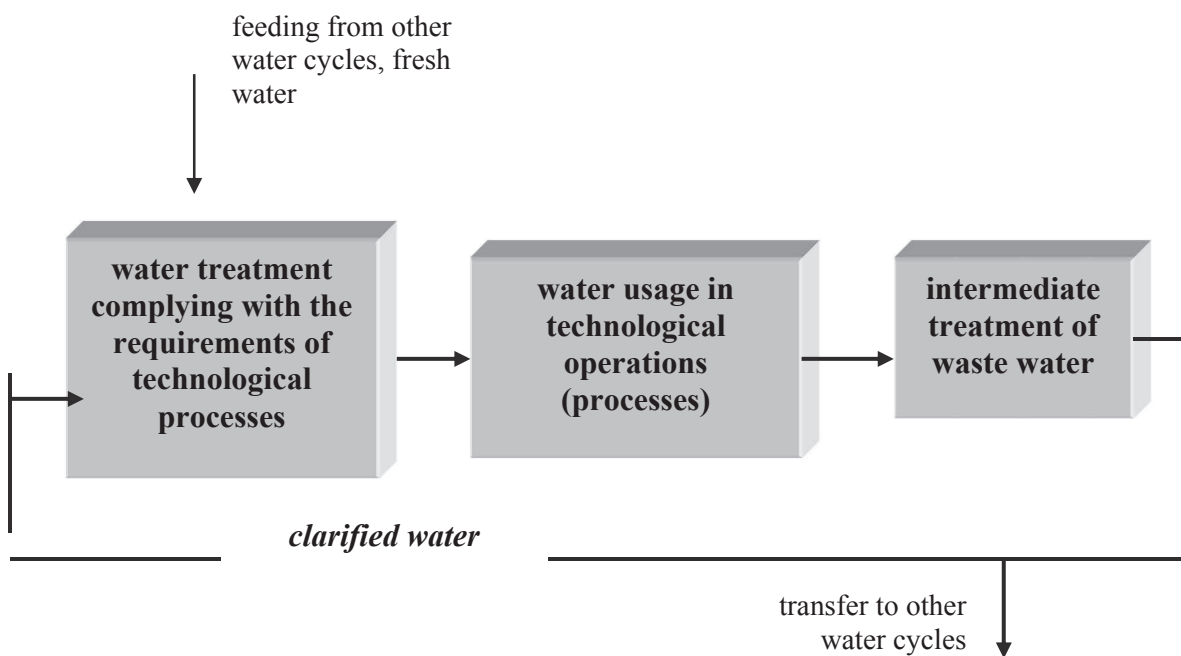 feeding from other
water cycles, fresh
water
water treatment
complying with the
requirements of
technological
processes
water usage in
technological
operations
(processes)
intermediate
treatment of
waste water
clarified water
transfer to other
water cycles